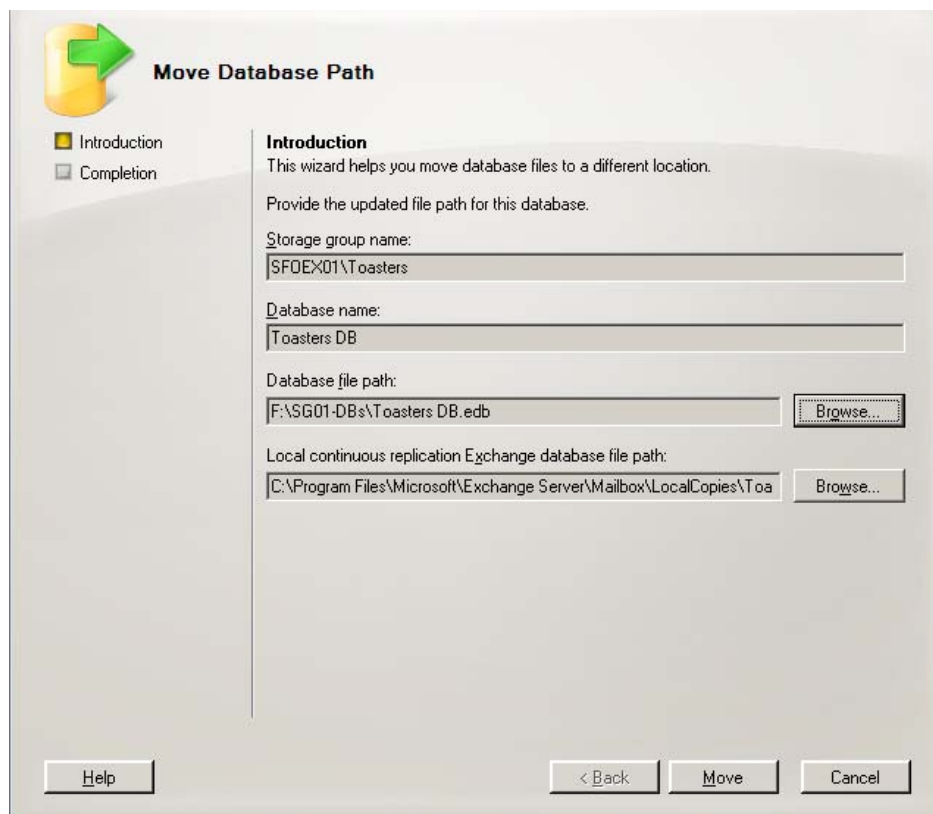 Move Database Path
Introduction
Completion
Introduction
This wizard helps you move database files to a different location.
Provide the updated file path for this database.
Storage group name:
SFOEX01\Toasters
Database name:
Toasters DB
Database file path:
F:\SG01-DBs\Toasters DB.edb
Browse...
Local continuous replication Exchange database file path:
C:\Program Files\Microsoft\Exchange Server\Mailbox\LocalCopies\Toa
Browse...
Help
< Back
Move
Cancel